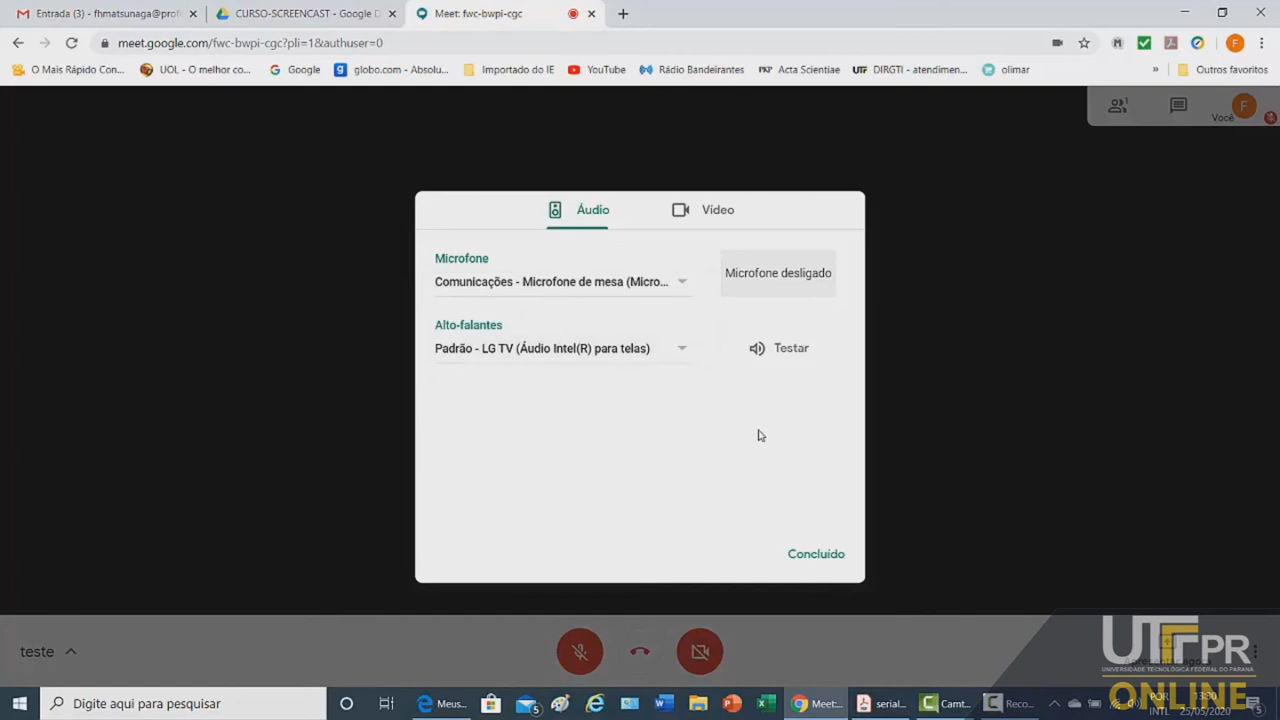 Entrada (3) - fhmatsunaga@prof
CURSO-SCREENCAST - Google D
Meet: fwc-bwpi-cgc
meet.google.com/fwc-bwpi-cgc?pli=1&authuser=0
F
O Mais Rápido Con...
UOL - O melhor co...
Google
globo.com - Absolu...
Importado do IE
YouTube
Rádio Bandeirantes
Acta Scientiae
DIRGTI - atendimen...
olimar
»
Outros favoritos
1
F
Você
Áudio
Vídeo
Microfone
Comunicações - Microfone de mesa (Micro...
Microfone desligado
Alto-falantes
Padrão - LG TV (Áudio Intel(R) para telas)
Testar
Concluído
teste
UTFPR
UNIVERSIDADE TECNOLÓGICA FEDERAL DO PARANÁ
ONLINE
Digite aqui para pesquisar
5
Meus...
Meet:...
serial...
Camt...
Reco...
POR
INTL
25/05/2020
5